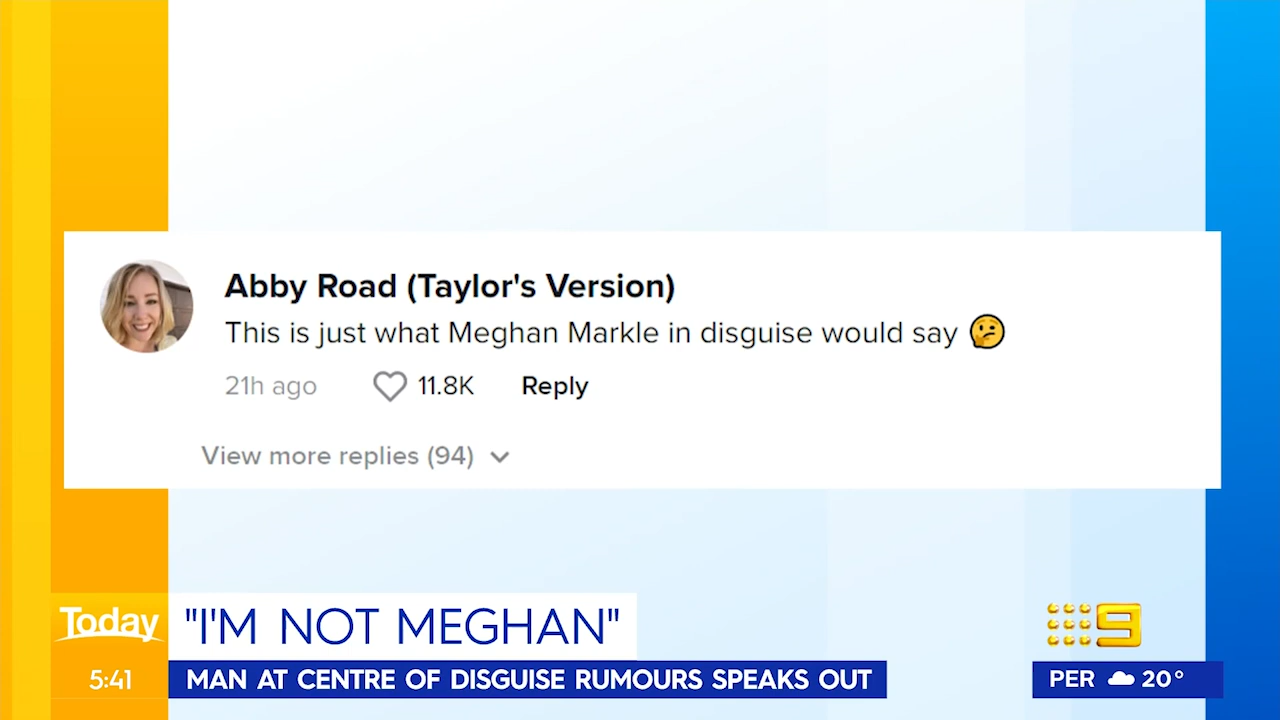 Abby Road (Taylor's Version)
This is just what Meghan Markle in disguise would say 🤔
21h ago 11.8K Reply
View more replies (94)
Today
"I'M NOT MEGHAN"
9
5:41
MAN AT CENTRE OF DISGUISE RUMOURS SPEAKS OUT
PER 20°